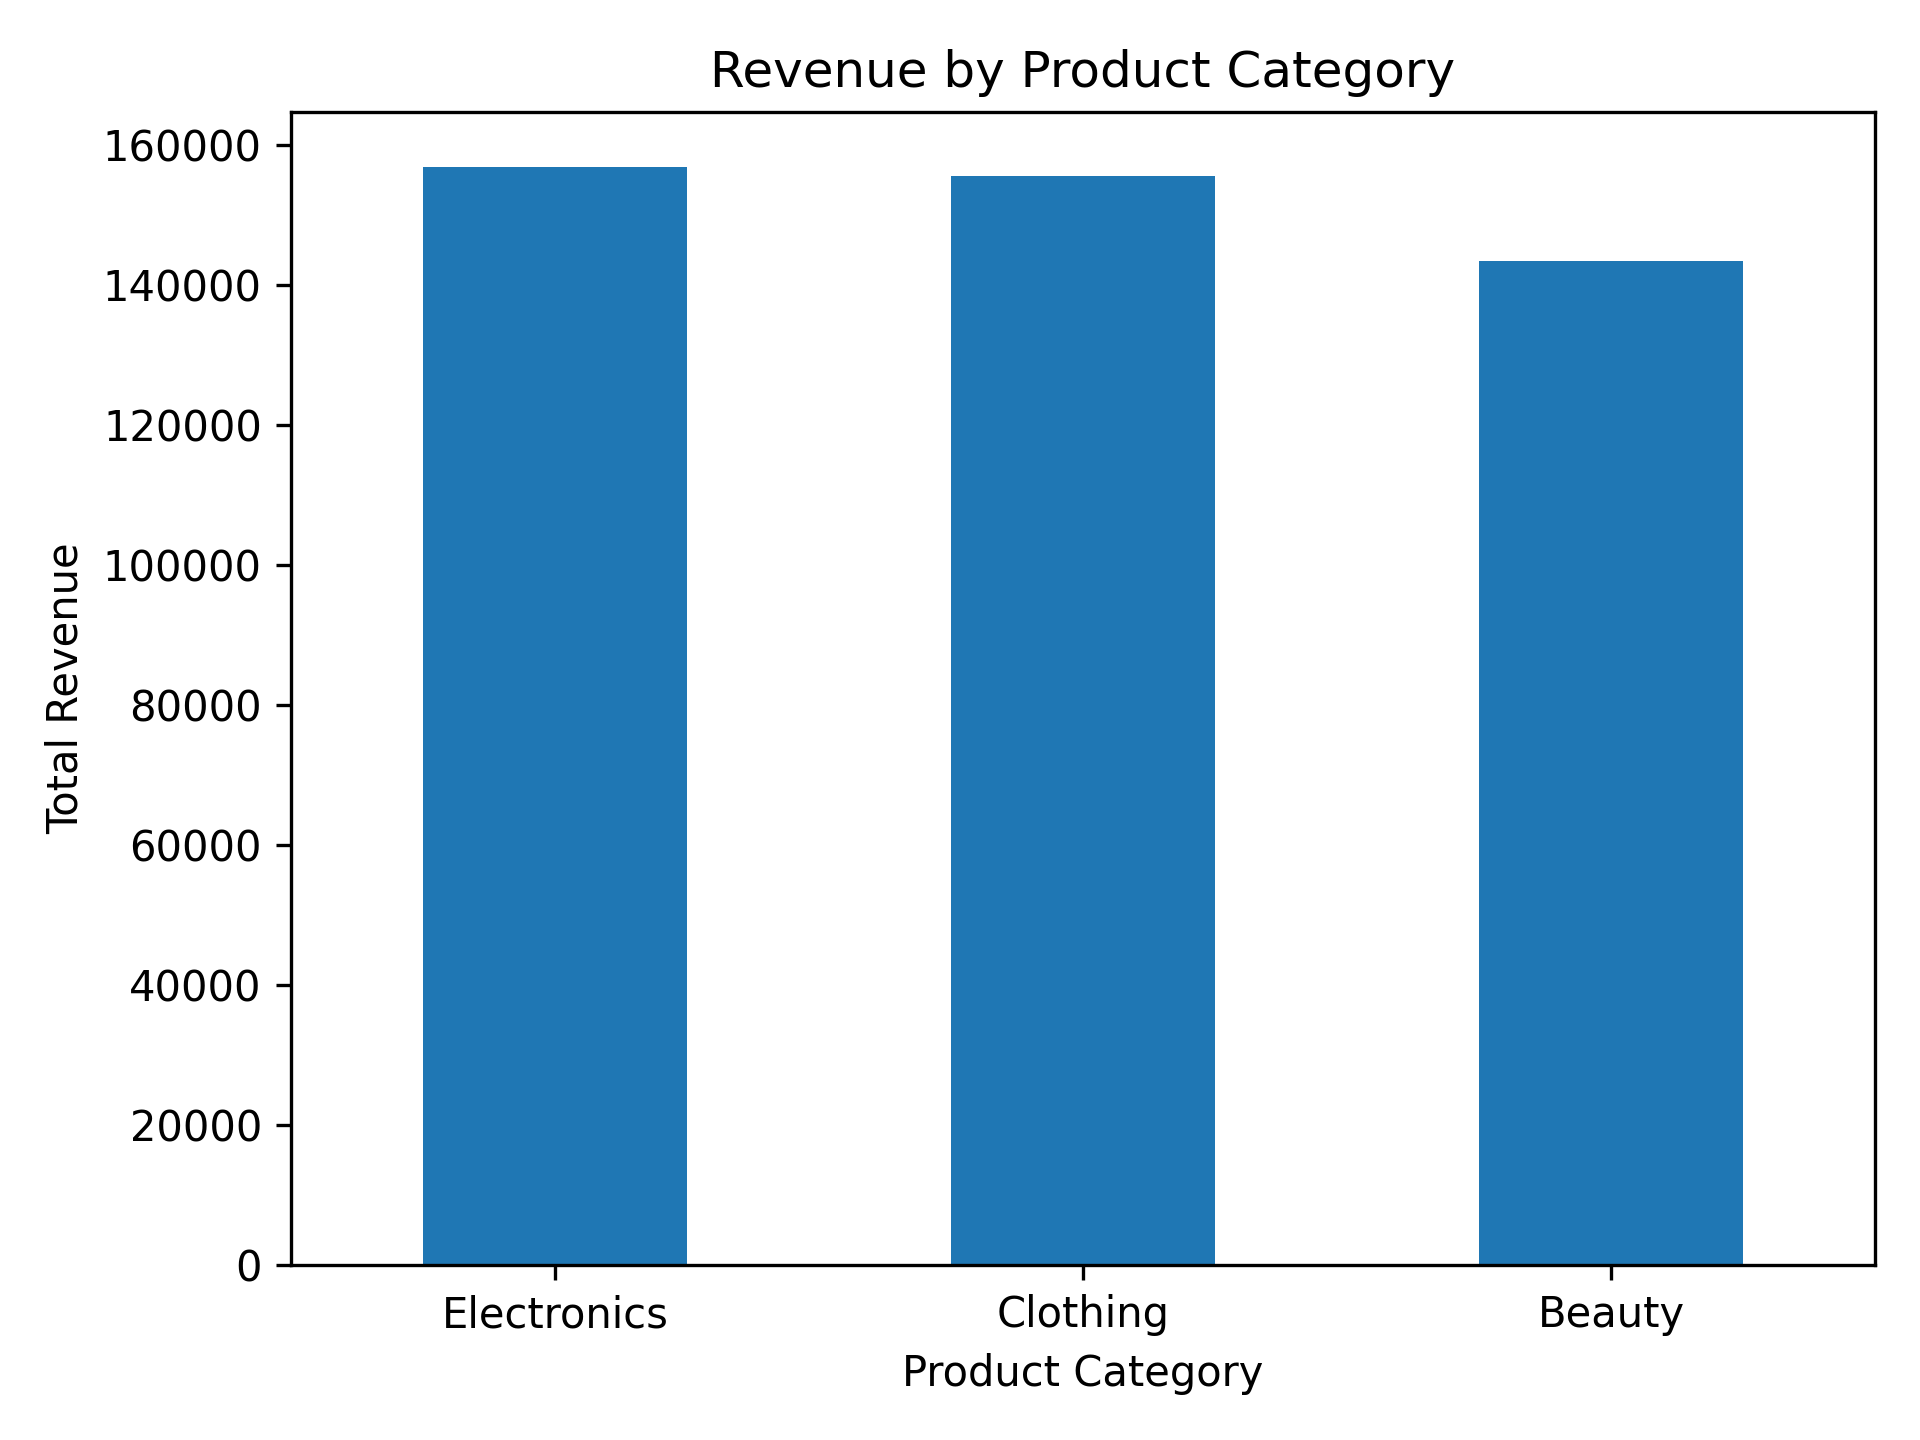 Revenue by Product Category
160000
140000
120000
100000
80000
60000
40000
20000
0
Total Revenue
Electronics Clothing Beauty
Product Category